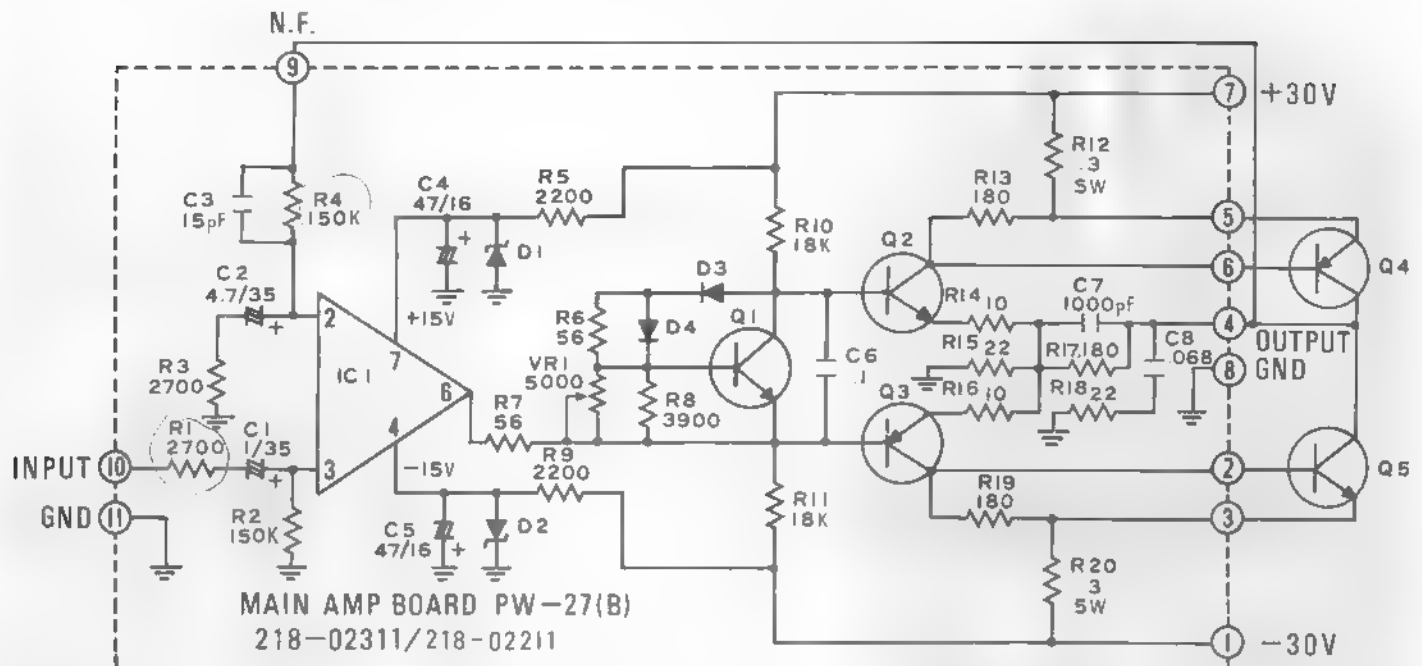 N.F.
9
7 +30V
R12
.3
5W
C3
15pF
R4
150K
C4
47/16
R5
2200
R13
180
5
D1
R10
18K
Q2
6
Q4
C2
4.7/35
+
+
2
+15V
7
D3
R6
56
D4
Q1
R14
10
C7
1000pF
4 OUTPUT
R3
2700
IC1
6
VR1
5000
C6
.1
R15
22
R17
180
C8
.068
8 GND
R8
3900
R7
56
Q3
R16
10
R18
22
R1
2700
C1
1/35
+
4
-15V
R9
2200
INPUT 10
3
2
Q5
GND 11
R2
150K
C5
47/16
+
D2
R11
18K
R19
180
3
R20
.3
5W
MAIN AMP BOARD PW-27(B)
218-02311/218-02211
1 -30V